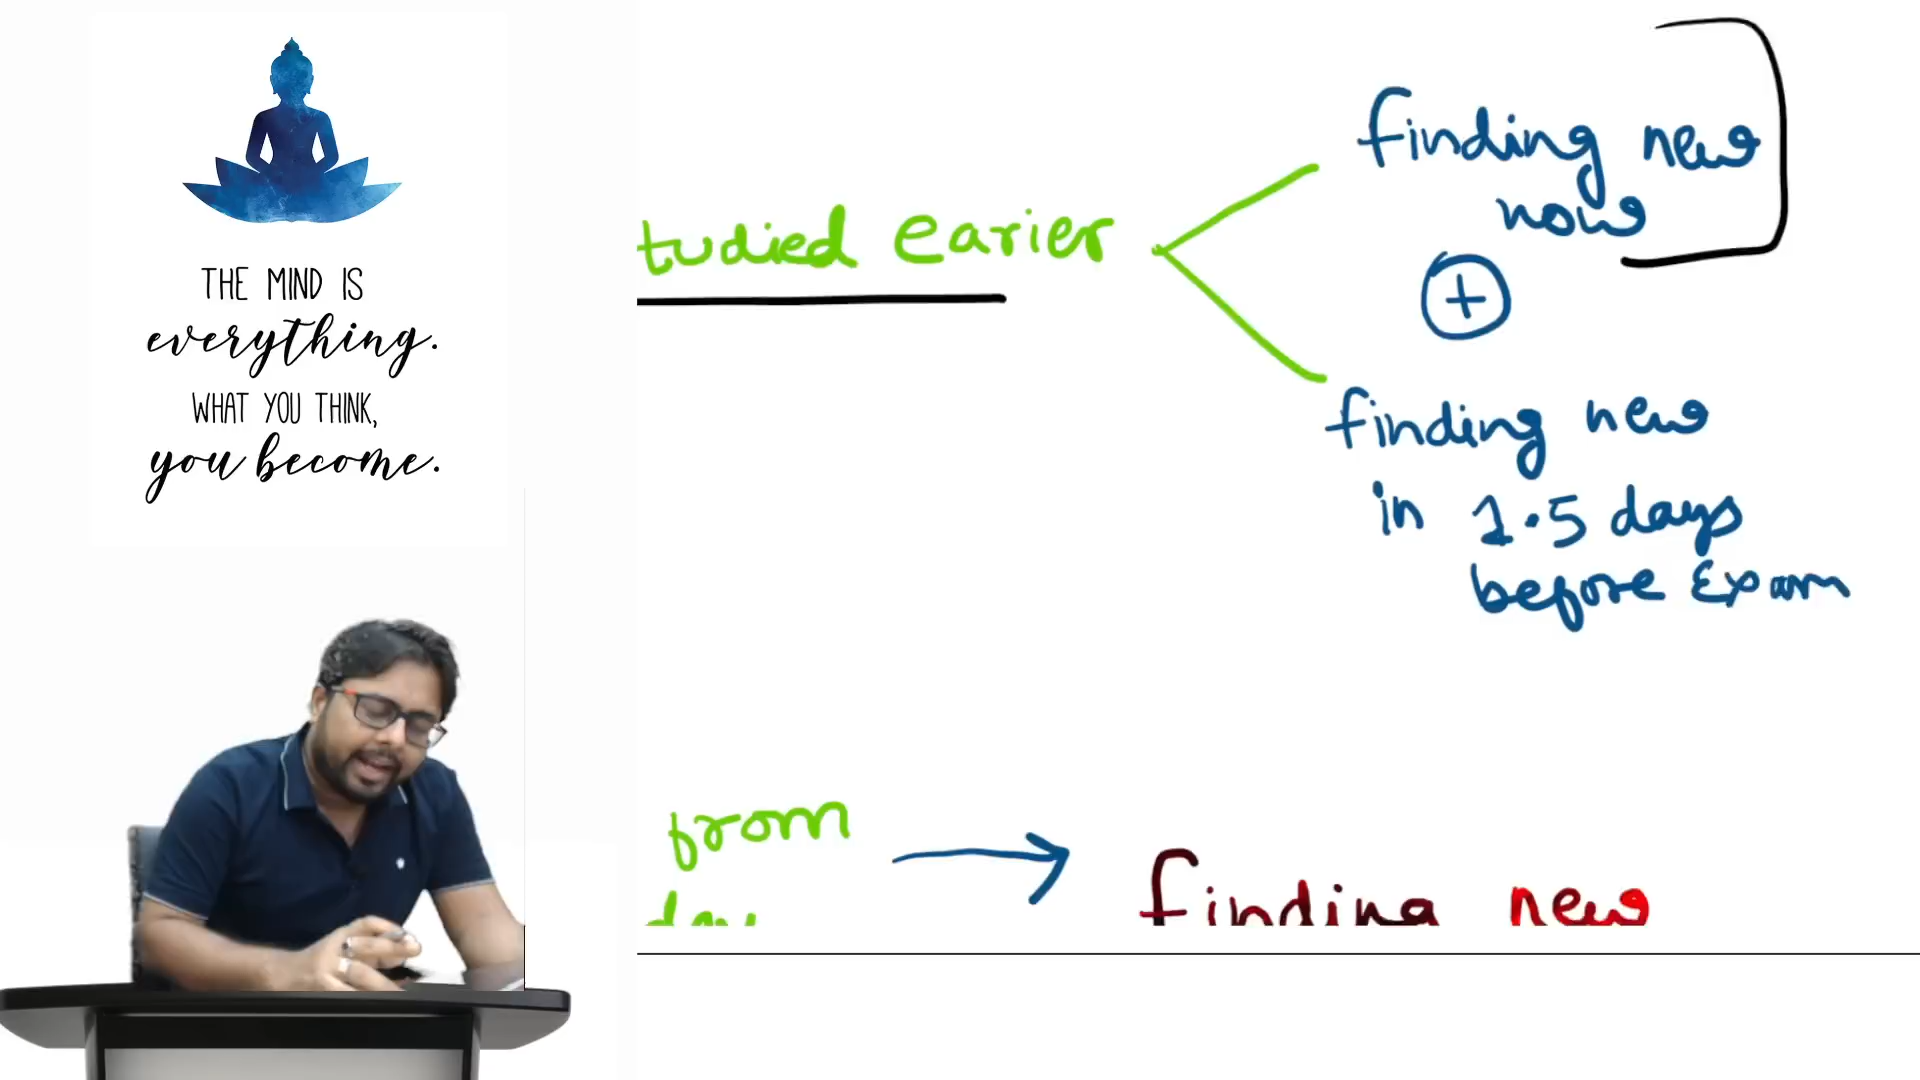 THE MIND IS
everything.
WHAT YOU THINK,
you become.
tudied earier
finding new
now
+
finding new
in 1.5 days
before Exam
from
day
finding new